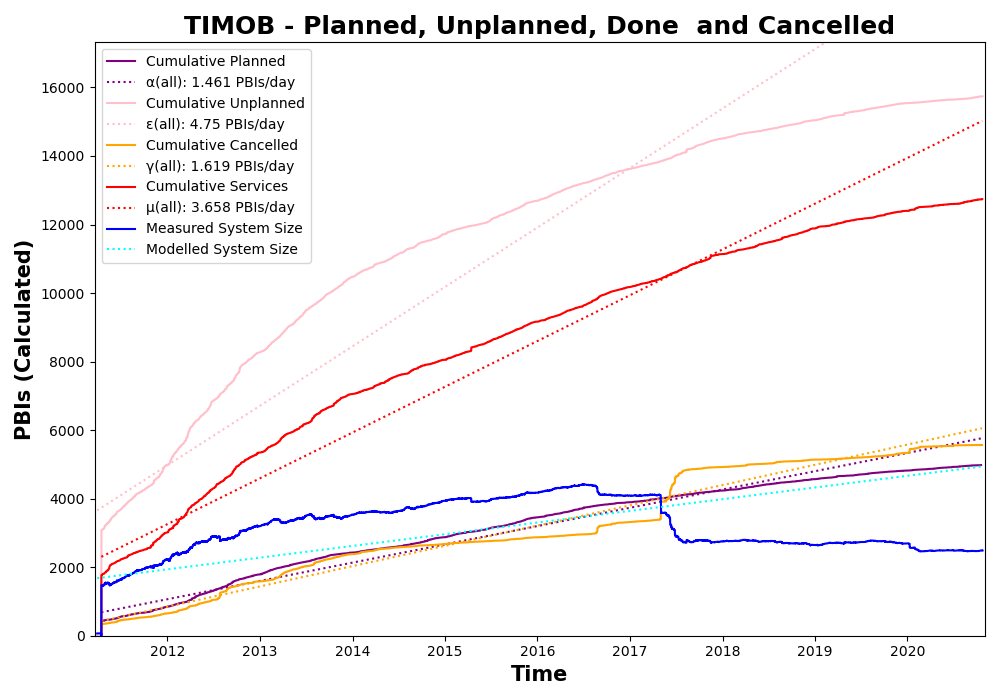 TIMOB - Planned, Unplanned, Done  and Cancelled
Cumulative Planned
α(all): 1.461 PBIs/day
Cumulative Unplanned
ε(all): 4.75 PBIs/day
Cumulative Cancelled
γ(all): 1.619 PBIs/day
Cumulative Services
μ(all): 3.658 PBIs/day
Measured System Size
Modelled System Size
PBIs (Calculated)
16000
14000
12000
10000
8000
6000
4000
2000
0
2012 2013 2014 2015 2016 2017 2018 2019 2020
Time